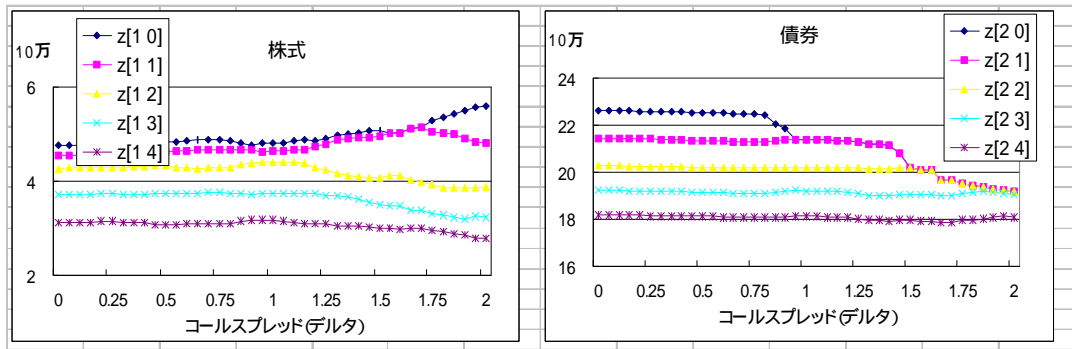 10万
株式
z[1 0]
z[1 1]
z[1 2]
z[1 3]
z[1 4]
6
4
2
0 0.25 0.5 0.75 1 1.25 1.5 1.75 2
コールスプレッド(デルタ)
10万
債券
z[2 0]
z[2 1]
z[2 2]
z[2 3]
z[2 4]
24
22
20
18
16
0 0.25 0.5 0.75 1 1.25 1.5 1.75 2
コールスプレッド(デルタ)